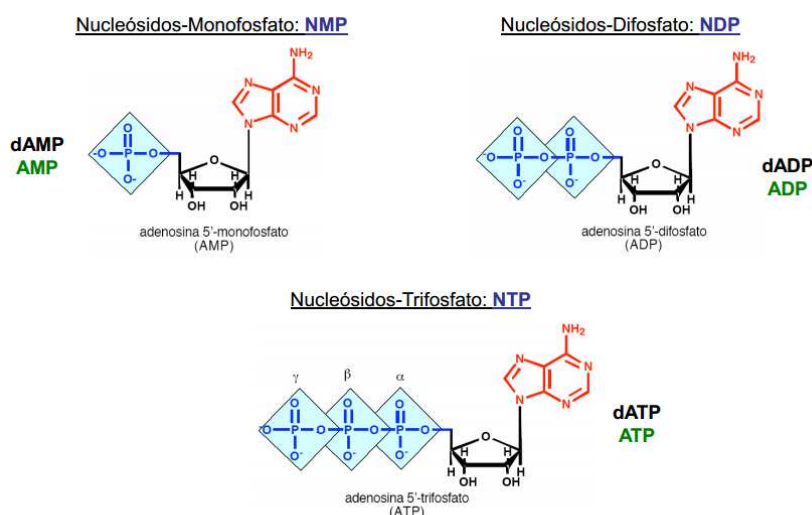 Nucleósidos-Monofosfato: NMP
NH₂
N
N
N
N
O
-O-P-O
O-
O
H
H
H
H
OH
OH
dAMP
AMP
adenosina 5'-monofosfato
(AMP)
Nucleósidos-Difosfato: NDP
NH₂
N
N
N
N
O
O
-O-P-O-P-O
O-
O-
O
H
H
H
H
OH
OH
dADP
ADP
adenosina 5'-difosfato
(ADP)
Nucleósidos-Trifosfato: NTP
NH₂
N
N
N
N
γ
β
α
O
O
O
-O-P-O-P-O-P-O
O-
O-
O-
O
H
H
H
H
OH
OH
dATP
ATP
adenosina 5'-trifosfato
(ATP)